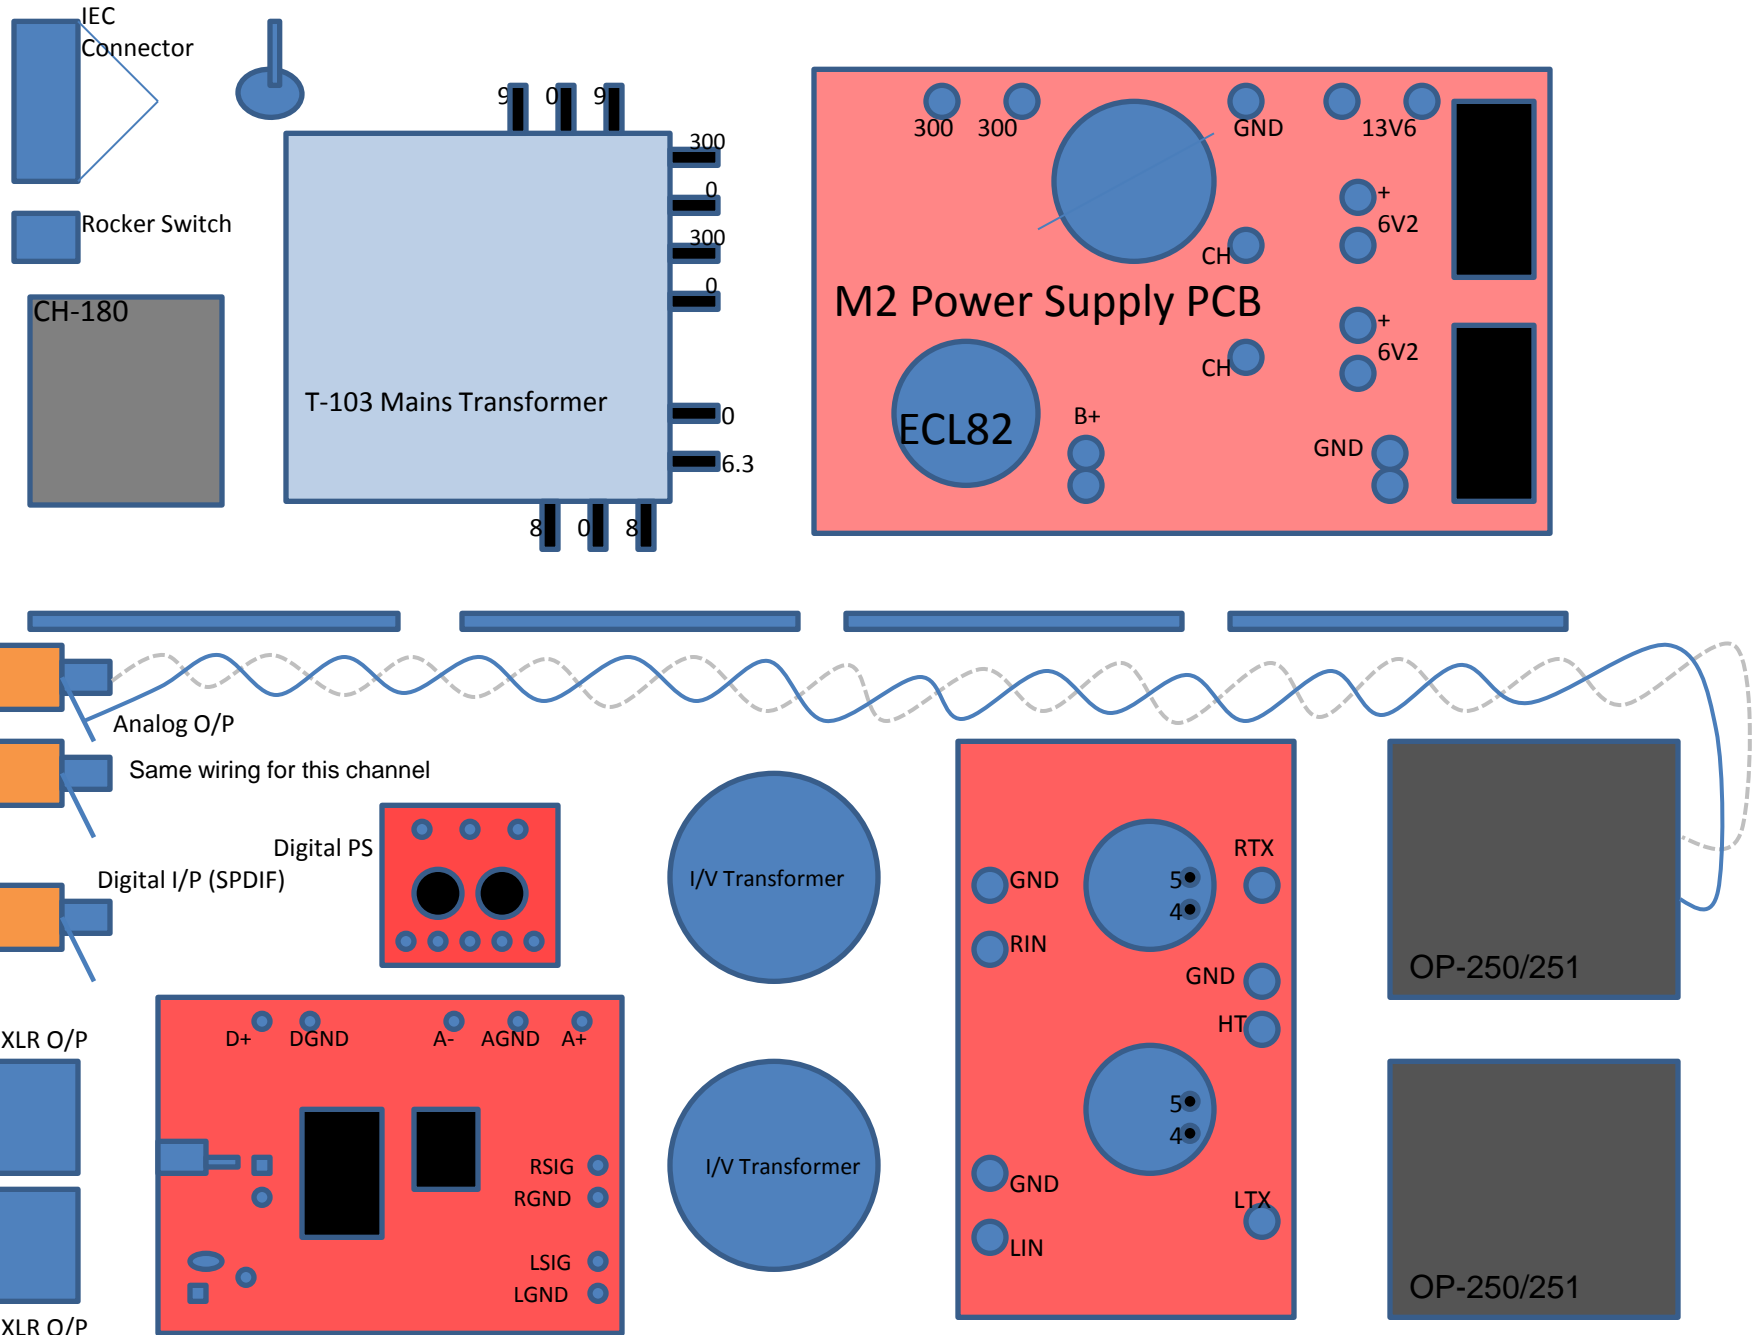 IEC
Connector
Rocker Switch
CH-180
9 0 9
300
0
300
0
T-103 Mains Transformer
0
6.3
8 0 8
300 300 GND 13V6
+
6V2
CH
M2 Power Supply PCB
+
6V2
CH
ECL82
B+
GND
Analog O/P
Same wiring for this channel
Digital PS
Digital I/P (SPDIF)
I/V Transformer
GND
RIN
5
4
RTX
GND
HT
OP-250/251
XLR O/P
D+ DGND A- AGND A+
RSIG
RGND
LSIG
LGND
I/V Transformer
5
4
GND
LIN
LTX
OP-250/251
XLR O/P